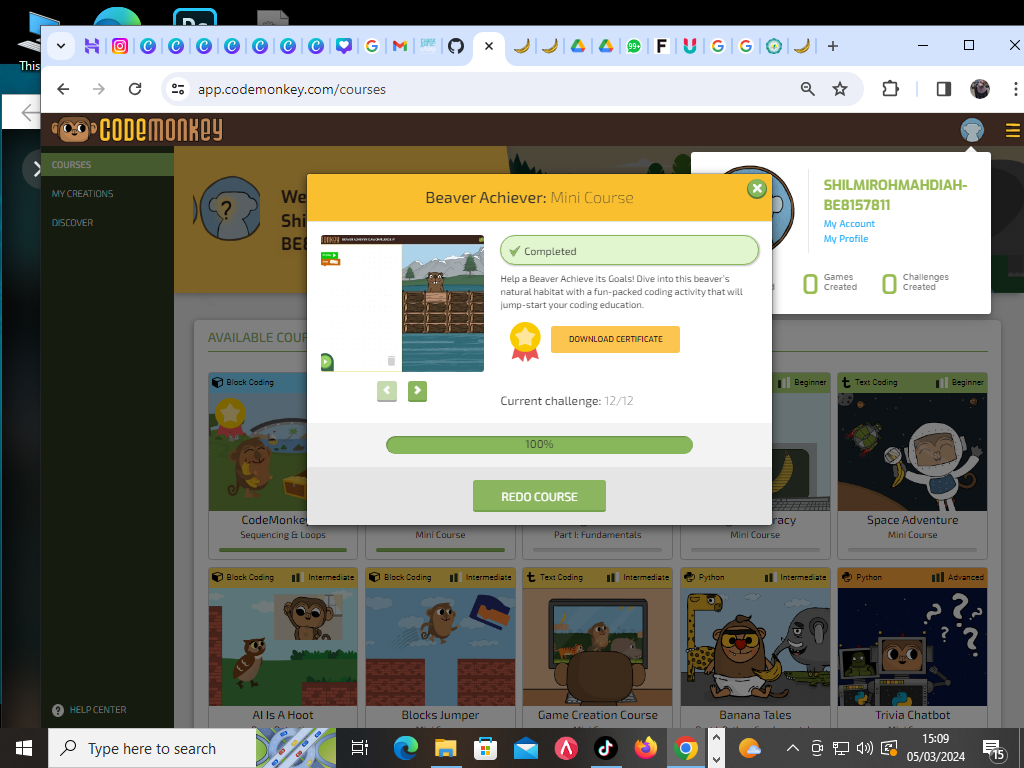 This
99+
app.codemonkey.com/courses
CODEMONKEY
COURSES
MY CREATIONS
DISCOVER
HELP CENTER
We
Shi
BE8
SHILMIROHMAHDIAH-
BE8157811
My Account
My Profile
0 Games Created
0 Challenges Created
AVAILABLE COUR
Beaver Achiever: Mini Course
Completed
Help a Beaver Achieve its Goals! Dive into this beaver's
natural habitat with a fun-packed coding activity that will
jump-start your coding education.
DOWNLOAD CERTIFICATE
Current challenge: 12/12
100%
REDO COURSE
Block Coding
Beginner
Text Coding
Beginner
CodeMonke
Sequencing & Loops
Mini Course
Part I: Fundamentals
racy
Mini Course
Space Adventure
Mini Course
Block Coding
Intermediate
Block Coding
Intermediate
Text Coding
Intermediate
Python
Intermediate
Python
Advanced
AI Is A Hoot
Blocks Jumper
Game Creation Course
Banana Tales
Trivia Chatbot
Type here to search
15:09
05/03/2024
15